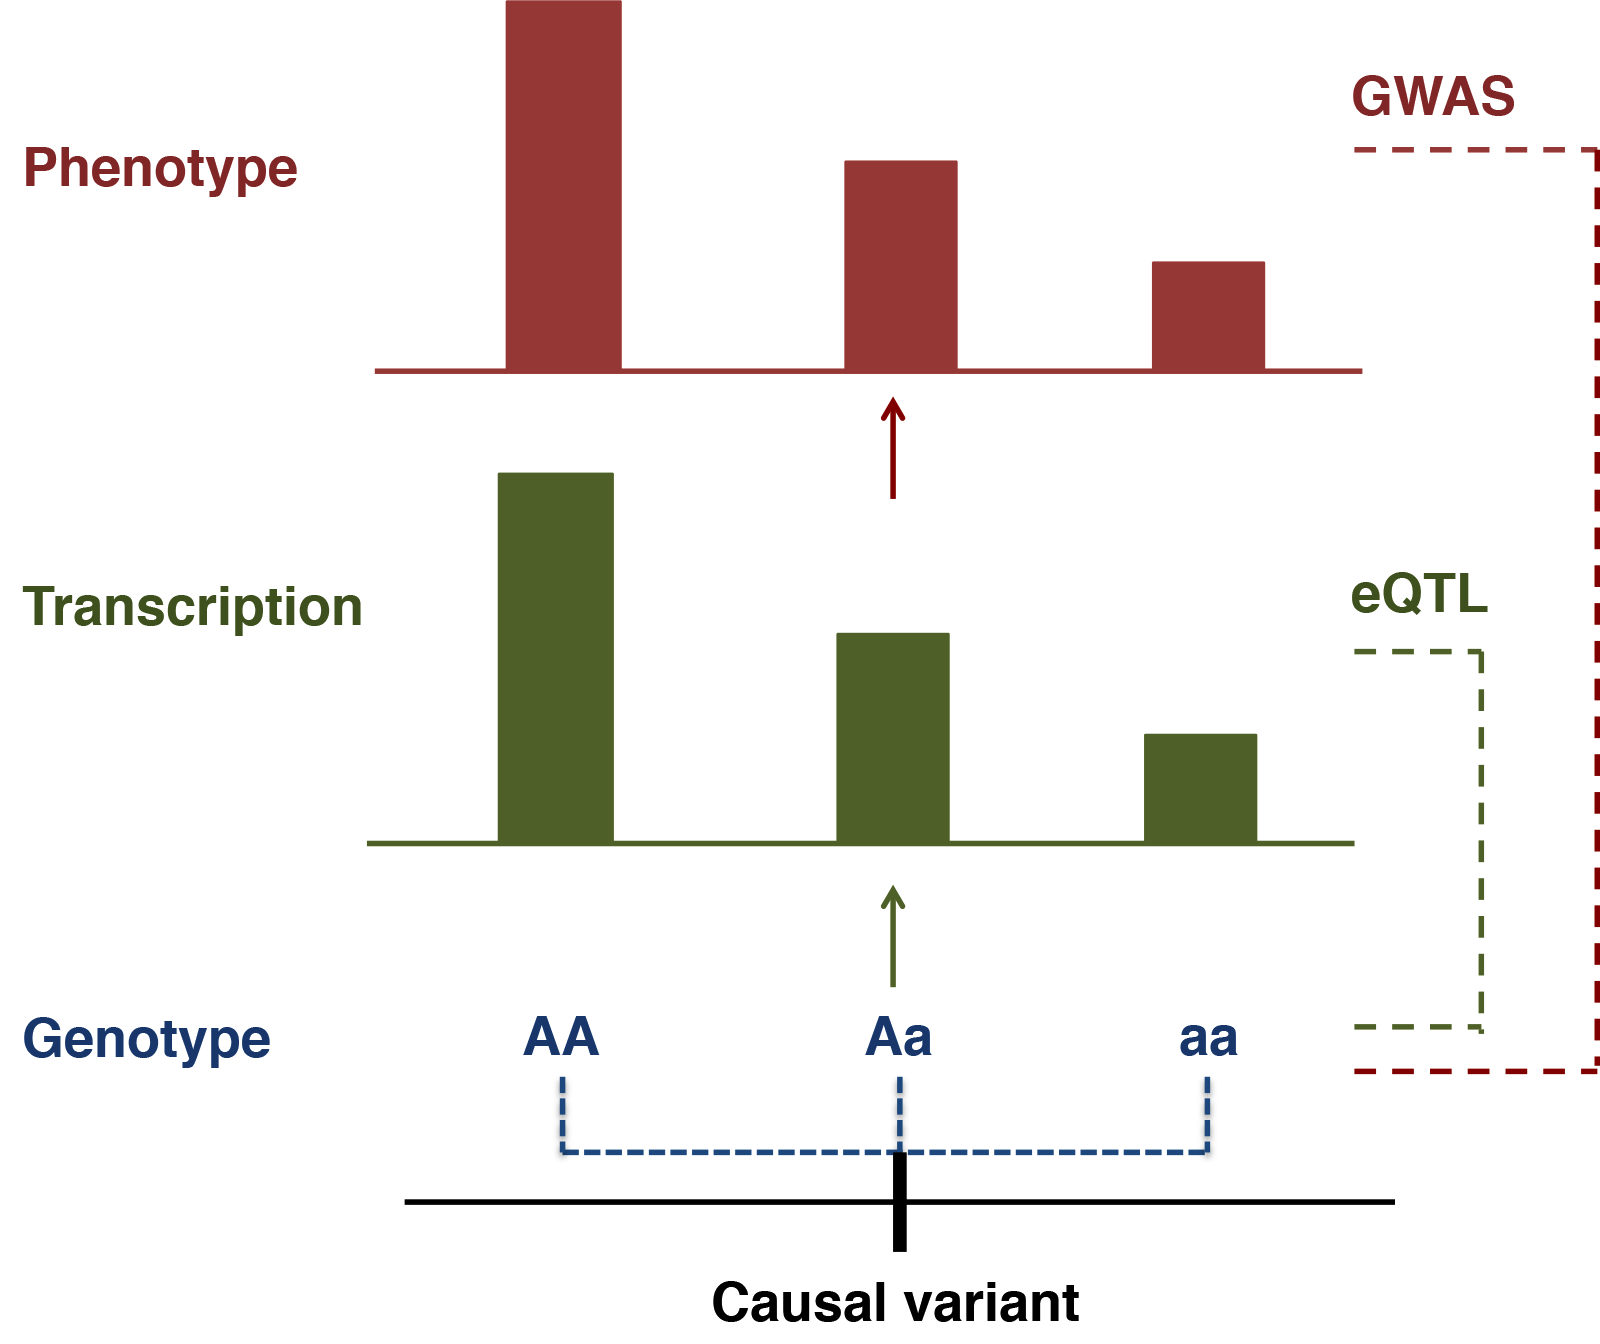 GWAS
Phenotype
eQTL
Transcription
Genotype AA Aa aa
Causal variant